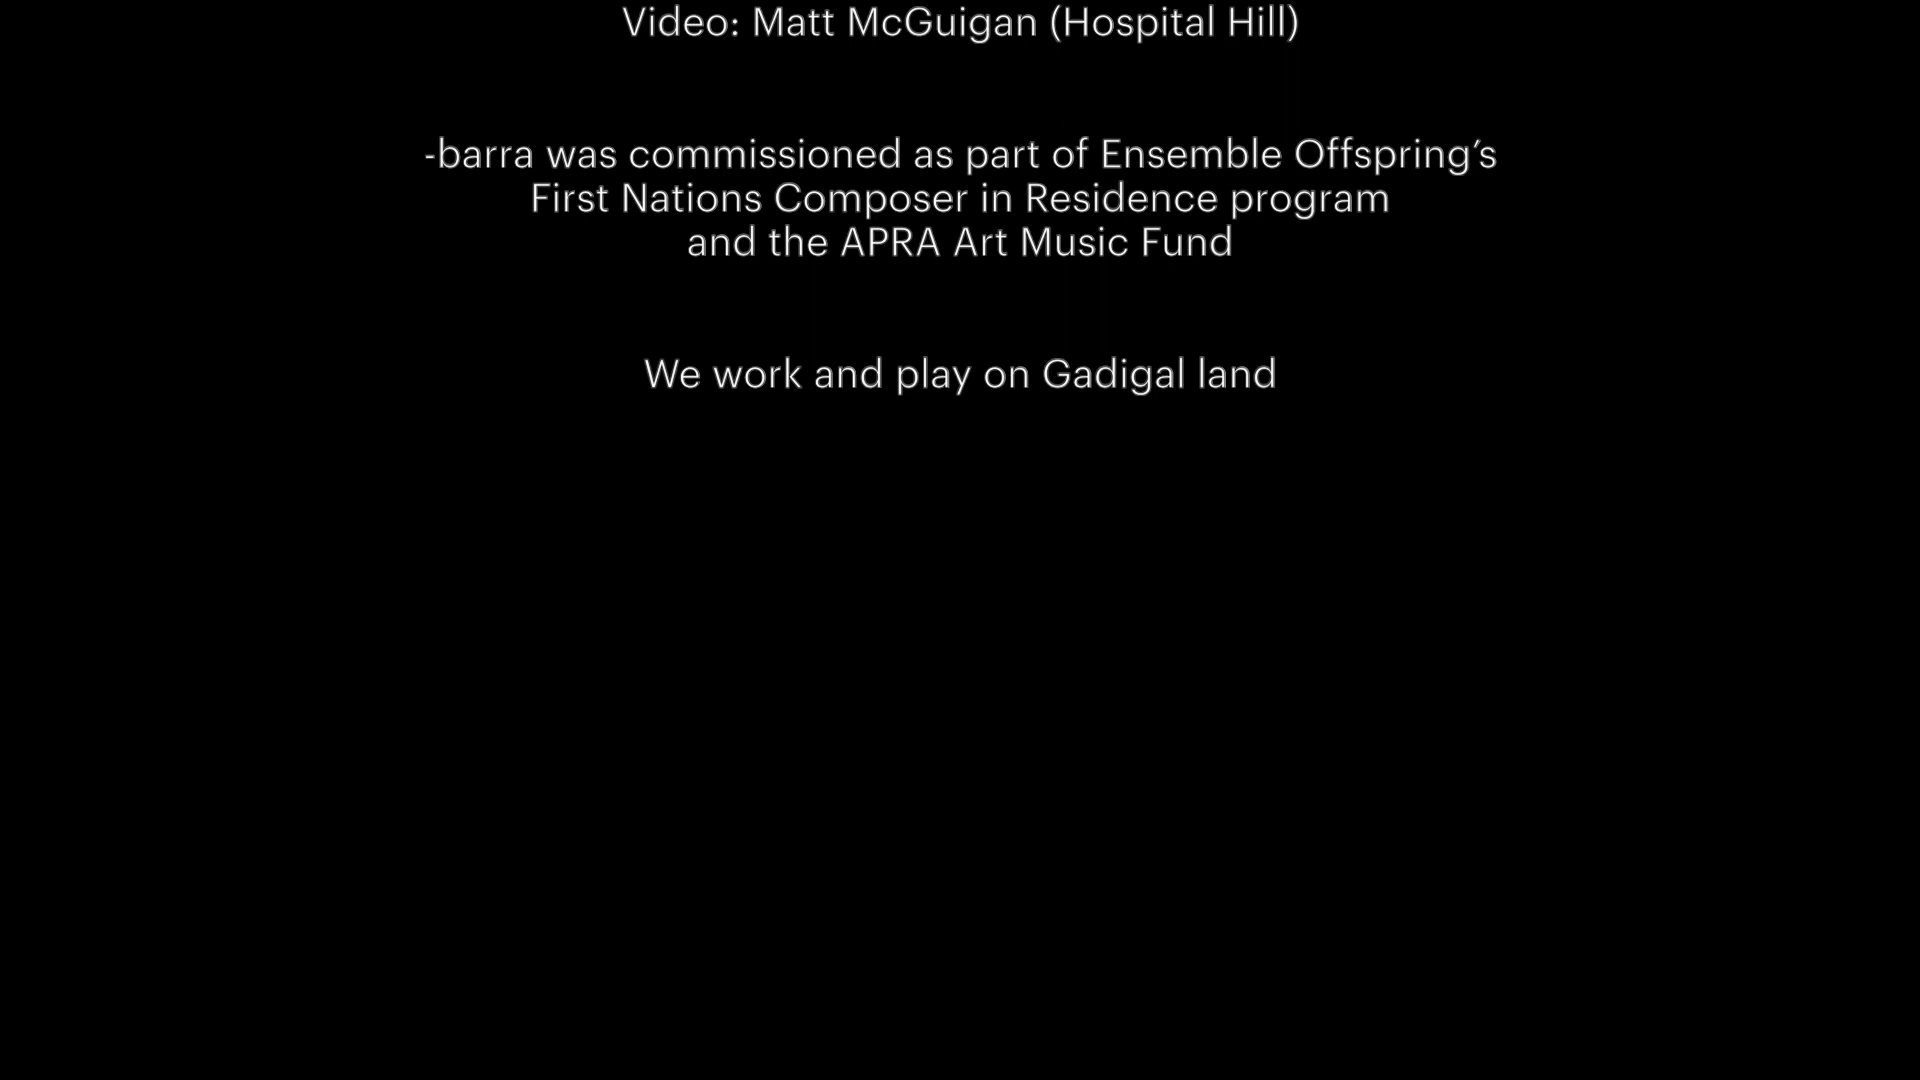 Video: Matt McGuigan (Hospital Hill)
-barra was commissioned as part of Ensemble Offspring’s
First Nations Composer in Residence program
and the APRA Art Music Fund
We work and play on Gadigal land